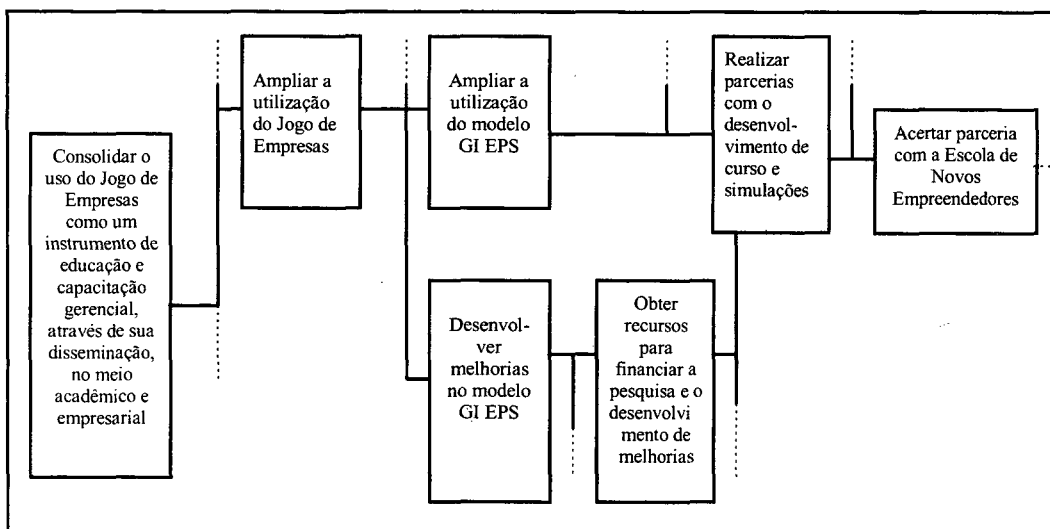 Consolidar o
uso do Jogo de
Empresas
como um
instrumento de
educação e
capacitação
gerencial,
através de sua
disseminação,
no meio
acadêmico e
empresarial
Ampliar a
utilização
do Jogo de
Empresas
Ampliar a
utilização
do modelo
GI EPS
Desenvol-
ver
melhorias
no modelo
GI EPS
Obter
recursos
para
financiar a
pesquisa e o
desenvolvi
mento de
melhorias
Realizar
parcerias
com o
desenvol-
vimento de
curso e
simulações
Acertar parceria
com a Escola de
Novos
Empreendedores